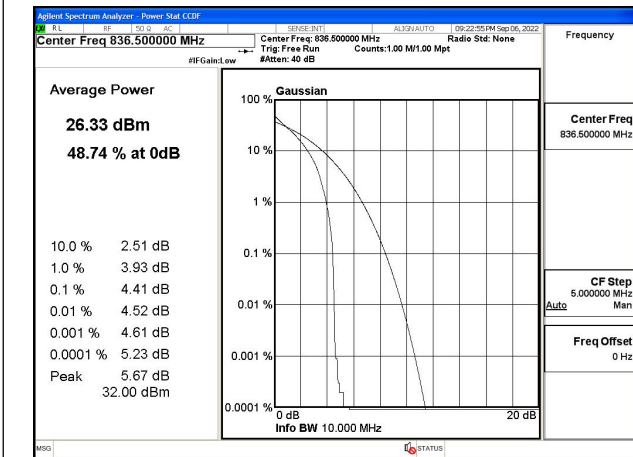 Agilent Spectrum Analyzer - Power Stat CCDF
RL RF 50 Ω AC SENSE:INT ALIGN AUTO 09:22:55 PM Sep 06, 2022
Center Freq 836.500000 MHz
Center Freq: 836.500000 MHz Radio Std: None
Trig: Free Run Counts:1.00 M/1.00 Mpt
#IFGain:Low #Atten: 40 dB
Frequency
Average Power
26.33 dBm
48.74 % at 0dB
10.0 % 2.51 dB
1.0 % 3.93 dB
0.1 % 4.41 dB
0.01 % 4.52 dB
0.001 % 4.61 dB
0.0001 % 5.23 dB
Peak 5.67 dB
32.00 dBm
Gaussian
100 %
10 %
1 %
0.1 %
0.01 %
0.001 %
0.0001 %
0 dB 20 dB
Info BW 10.000 MHz
Center Freq
836.500000 MHz
CF Step
5.000000 MHz
Auto Man
Freq Offset
0 Hz
MSG STATUS